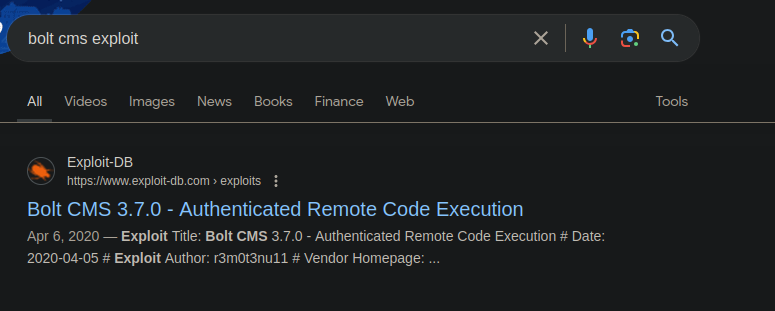 bolt cms exploit
All Videos Images News Books Finance Web Tools
Exploit-DB
https://www.exploit-db.com › exploits
Bolt CMS 3.7.0 - Authenticated Remote Code Execution
Apr 6, 2020 — Exploit Title: Bolt CMS 3.7.0 - Authenticated Remote Code Execution # Date:
2020-04-05 # Exploit Author: r3m0t3nu11 # Vendor Homepage: ...